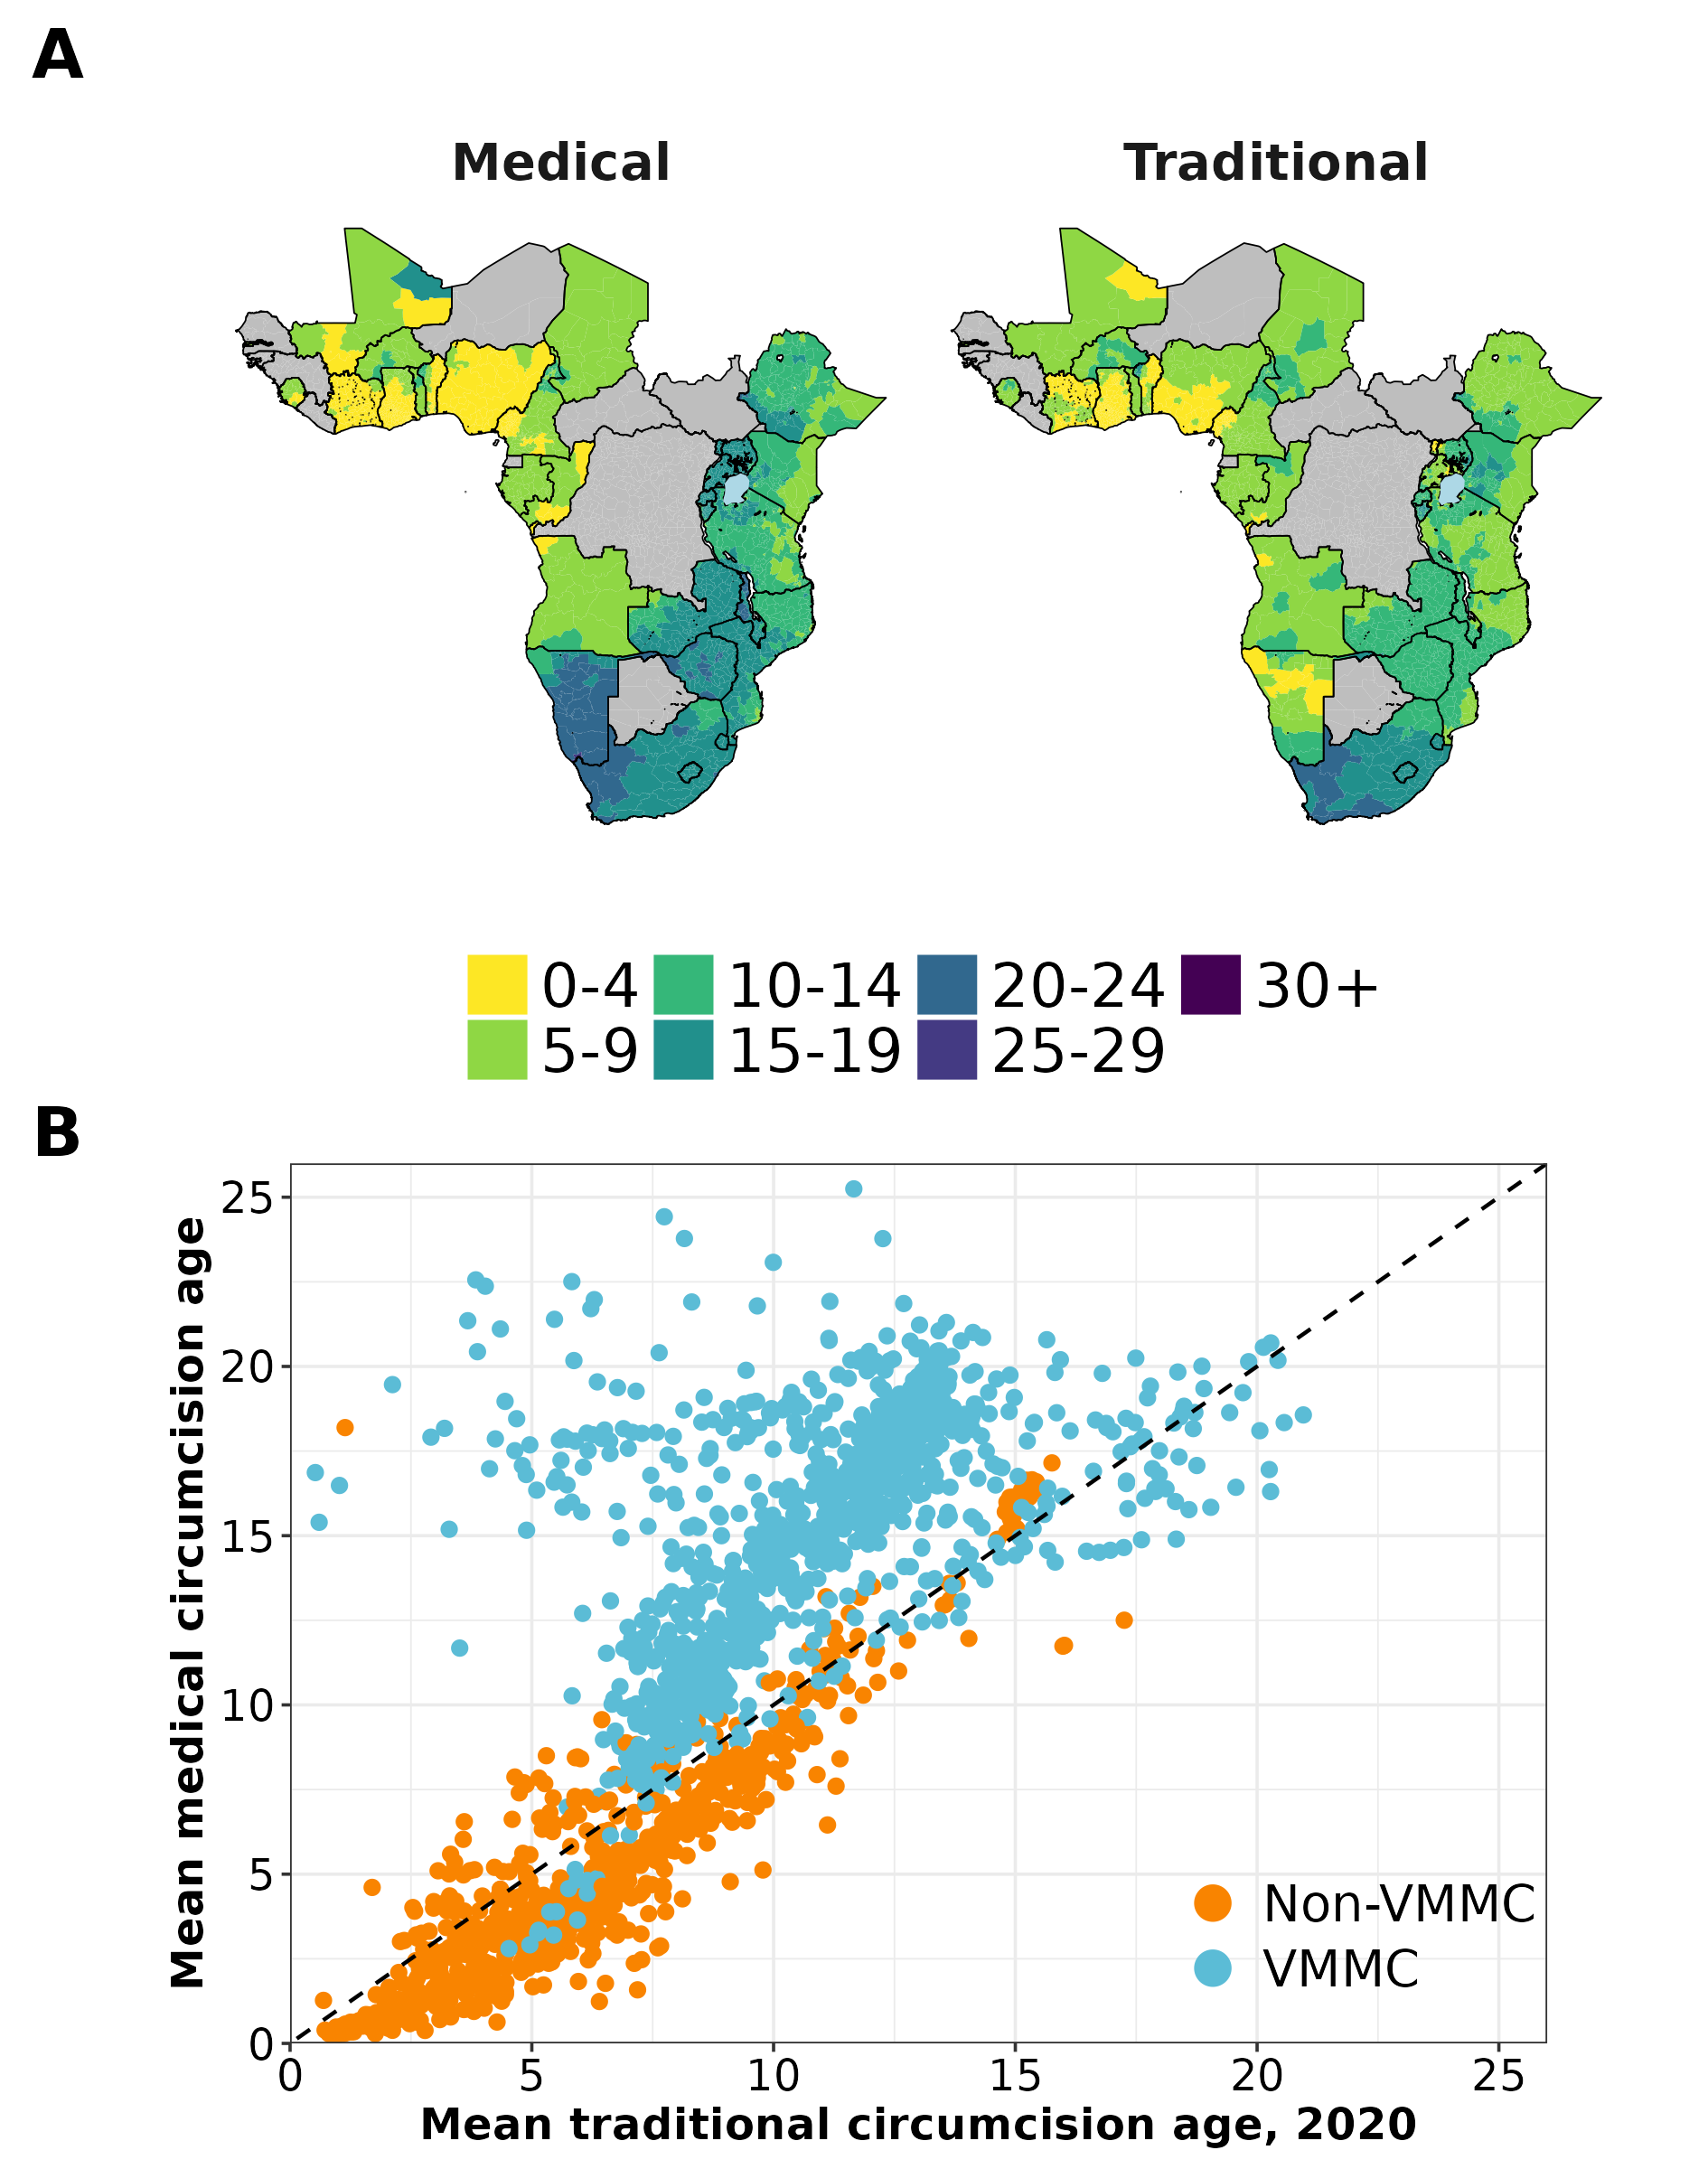 A
Medical Traditional
0-4 10-14 20-24 30+
5-9 15-19 25-29
B
Mean medical circumcision age
25
20
15
10
5
0
Non-VMMC
VMMC
0 5 10 15 20 25
Mean traditional circumcision age, 2020